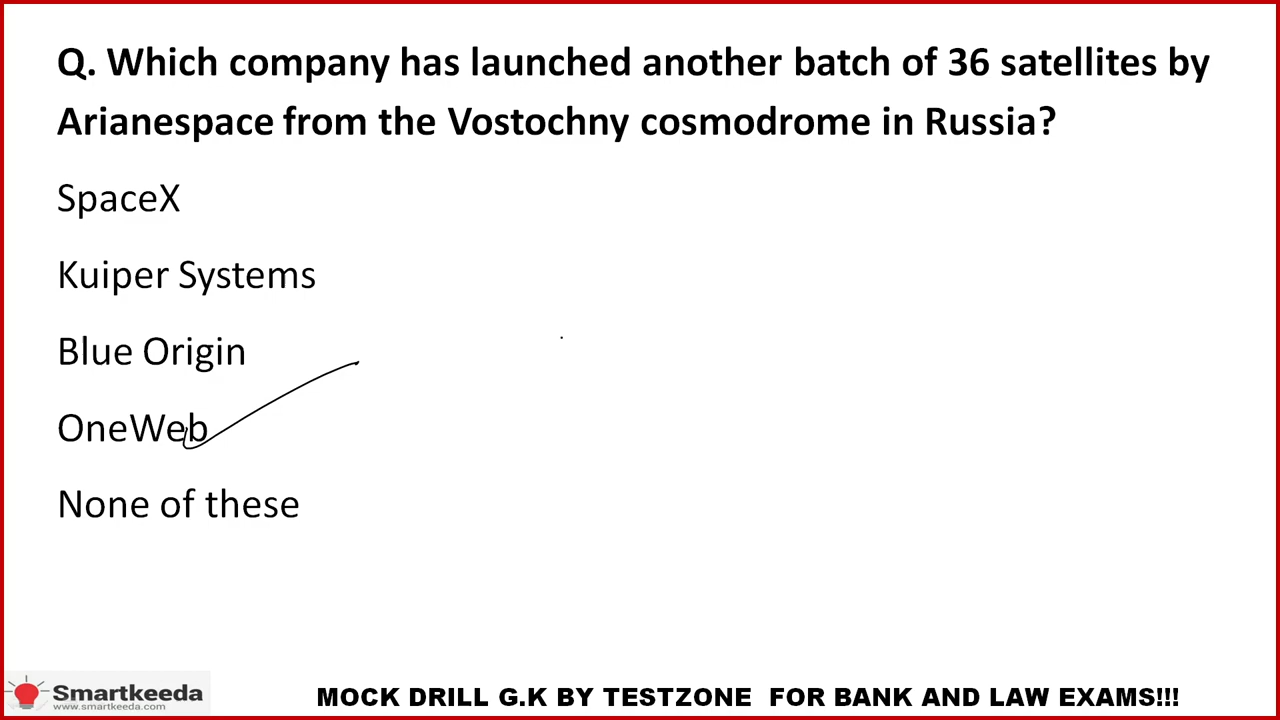 Q. Which company has launched another batch of 36 satellites by
Arianespace from the Vostochny cosmodrome in Russia?
SpaceX
Kuiper Systems
Blue Origin
OneWeb
None of these
Smartkeeda
www.smartkeeda.com
MOCK DRILL G.K BY TESTZONE FOR BANK AND LAW EXAMS!!!